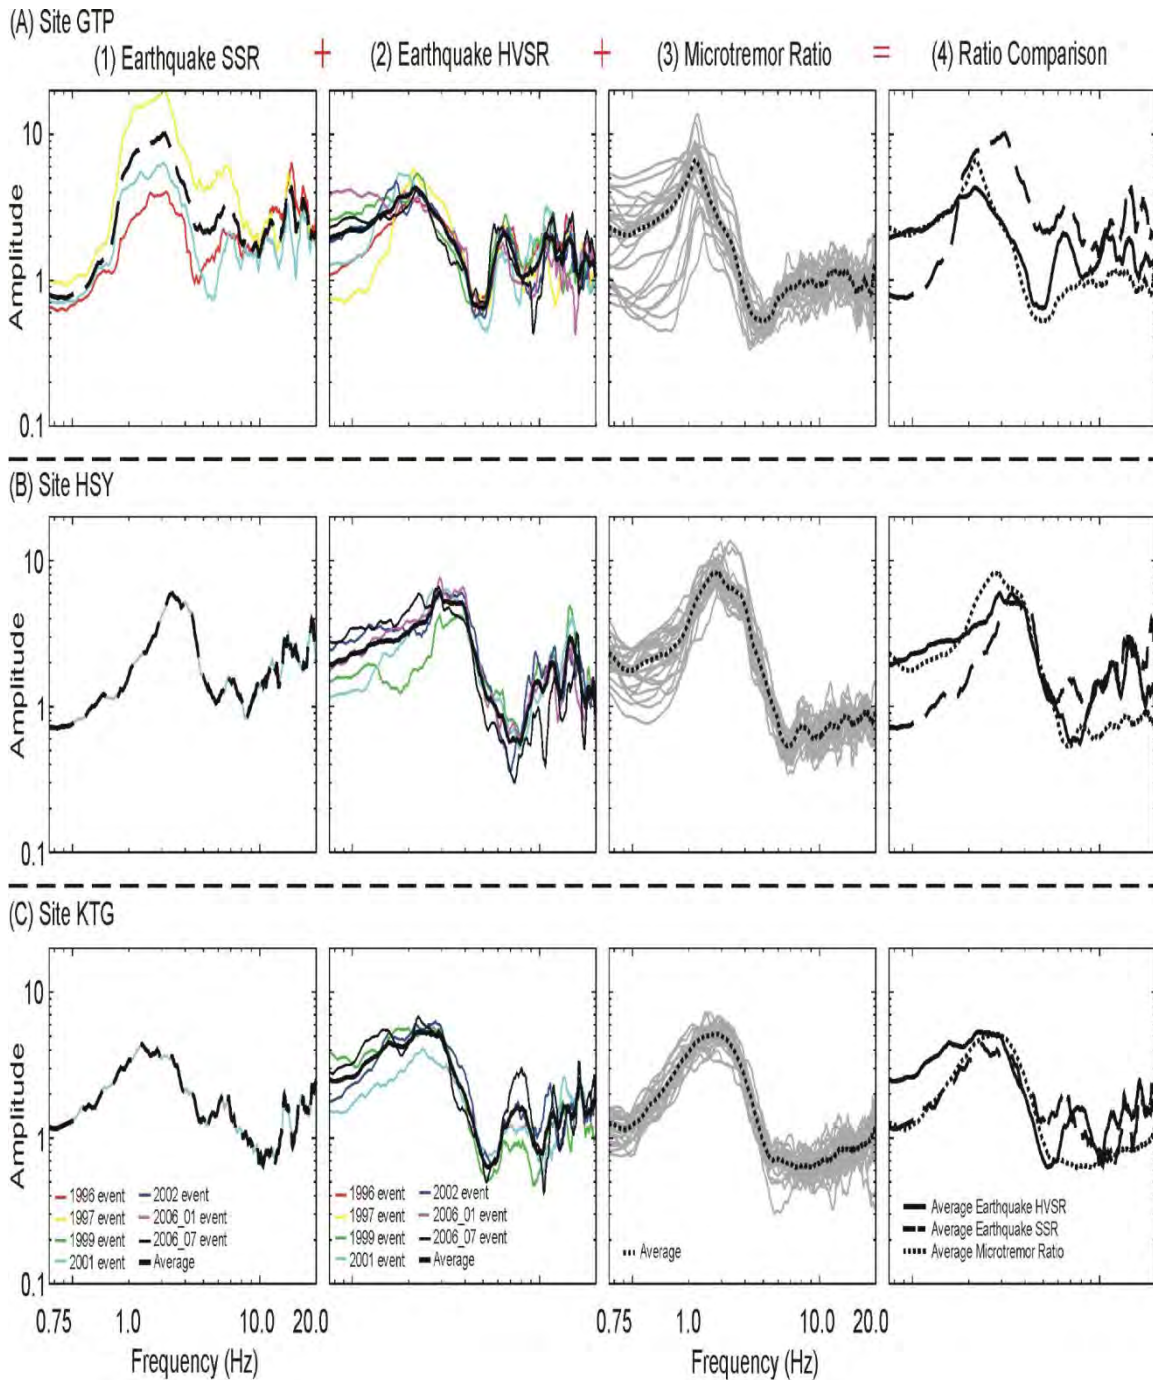 (A) Site GTP
(1) Earthquake SSR + (2) Earthquake HVSR + (3) Microtremor Ratio = (4) Ratio Comparison
Amplitude
10
1
0.1
(B) Site HSY
Amplitude
10
1
0.1
(C) Site KTG
Amplitude
10
1
0.1
1996 event
1997 event
1999 event
2001 event
2002 event
2006_01 event
2006_07 event
Average
1996 event
1997 event
1999 event
2001 event
2002 event
2006_01 event
2006_07 event
Average
Average
Average Earthquake HVSR
Average Earthquake SSR
Average Microtremor Ratio
0.75 1.0 10.0 20.0
Frequency (Hz)
0.75 1.0 10.0 20.0
Frequency (Hz)